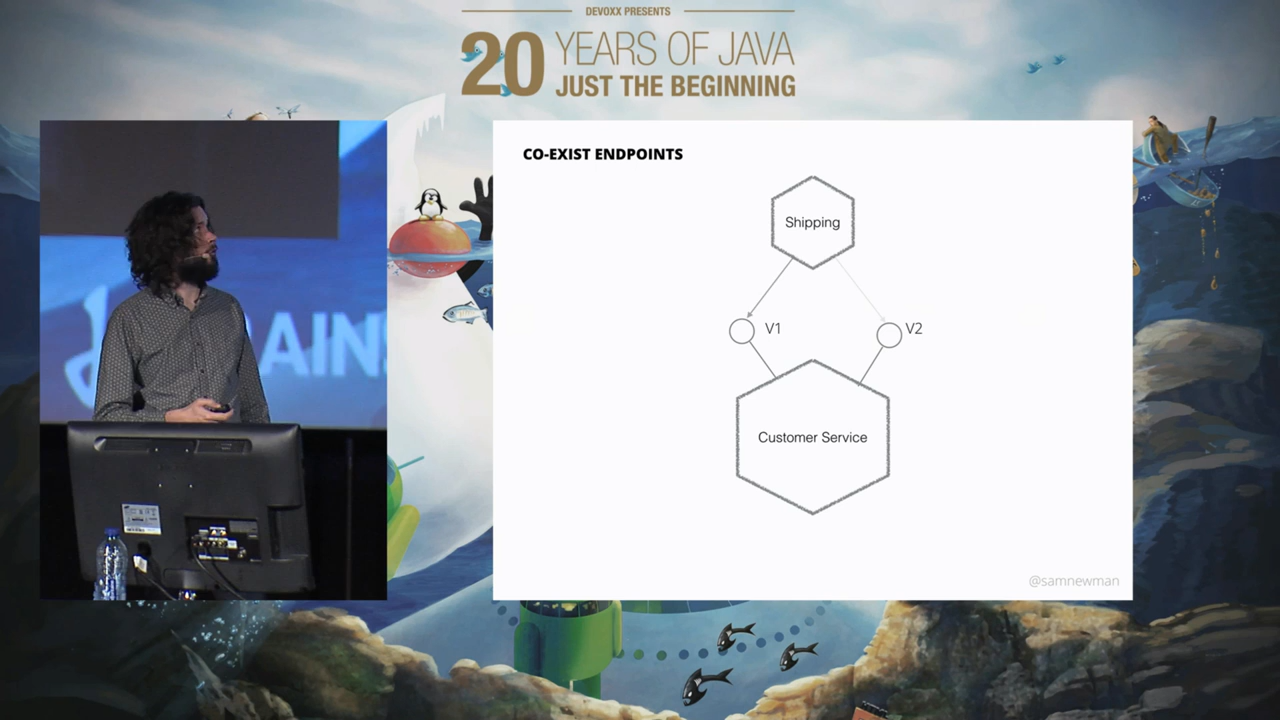 DEVOXX PRESENTS
20 YEARS OF JAVA
JUST THE BEGINNING
CO-EXIST ENDPOINTS
Shipping
V1
V2
Customer Service
@samnewman